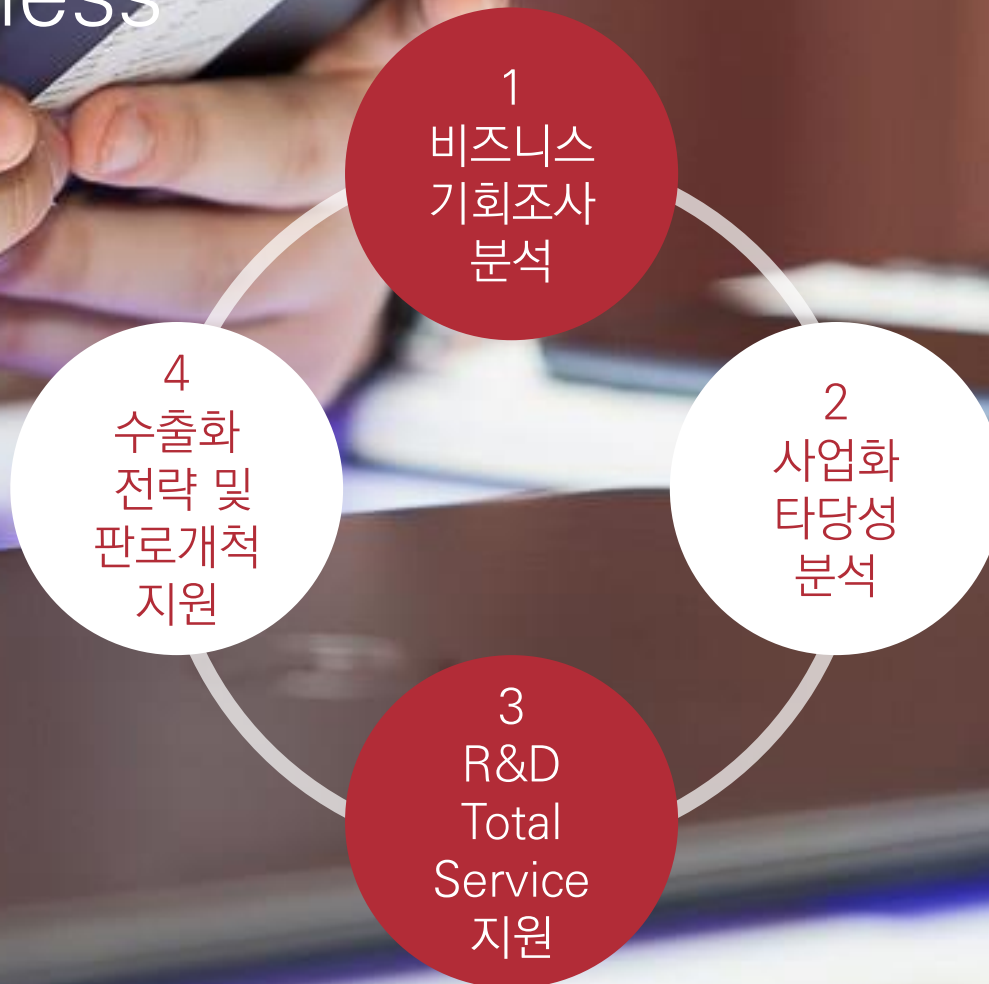 1
비즈니스
기회조사
분석
2
사업화
타당성
분석
3
R&D
Total
Service
지원
4
수출화
전략 및
판로개척
지원